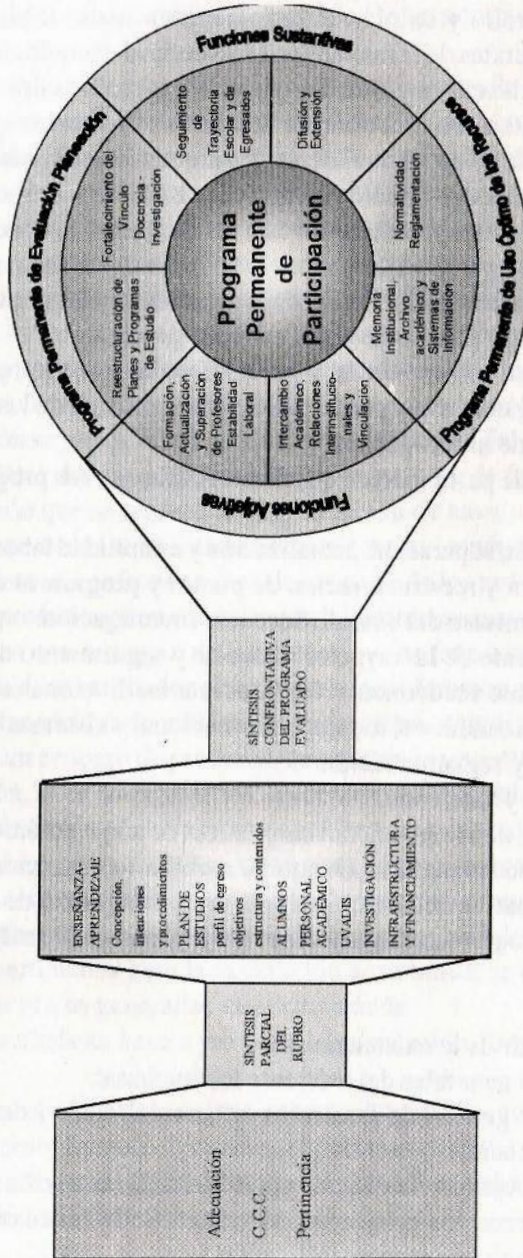 Adecuación
C.C.C.
Pertinencia
SÍNTESIS
PARCIAL
DEL
RUBRO
ENSEÑANZA-
APRENDIZAJE
Concepción,
relaciones
y procedimientos
PLAN DE
ESTUDIOS
perfil de egreso
objetivos
estructura y contenidos
ALUMNOS
PERSONAL
ACADÉMICO
UVADIS
INVESTIGACIÓN
INFRAESTRUCTURA
Y FINANCIAMIENTO
SÍNTESIS
CONFRONTATIVA
DEL PROGRAMA
EVALUADO
Programa Permanente de Evaluación Planeación
Funciones Sustantivas
Programa Permanente de Uso Óptimo de los Recursos
Funciones Adjetivas
Reestructuración de
Planes y Programas
de Estudio
Fortalecimiento del
Vínculo
Docencia -
Investigación
Seguimiento
de
Trayectoria
Escolar y de
Egresados
Difusión y
Extensión
Normatividad
Reglamentación
Memoria
Institucional,
Archivo
académico y
Sistemas de
Información
Intercambio
Académico,
Relaciones
Interinstitucio-
nales y
Vinculación
Formación,
Actualización
y Superación
de Profesores
Estabilidad
Laboral
Programa
Permanente
de
Participación